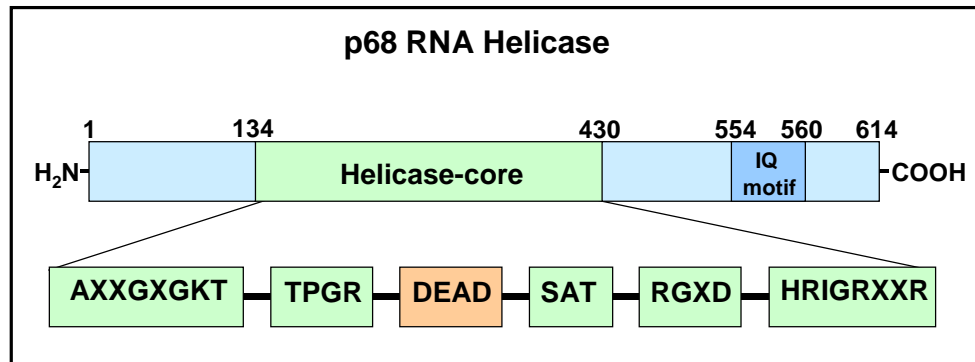 p68 RNA Helicase
1 134 430 554 560 614
H₂N Helicase-core IQ motif COOH
AXXGXGKT TPGR DEAD SAT RGXD HRIGRXXR